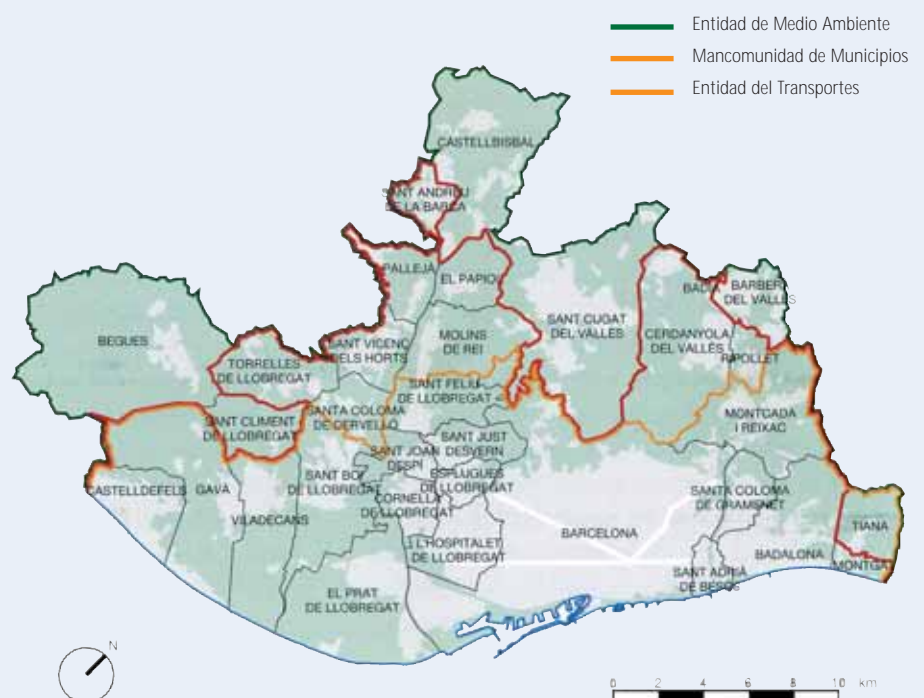 Entidad de Medio Ambiente
Mancomunidad de Municipios
Entidad del Transportes
CASTELLBISBAL
SANT ANDREU
DE LA BARCA
PALLEJÀ
EL PAPIOL
BADIA
BARBERÀ
DEL VALLÈS
SANT CUGAT
DEL VALLÈS
CERDANYOLA
DEL VALLÈS
RIPOLLET
BEGUES
TORRELLES
DE LLOBREGAT
SANT VICENÇ
DELS HORTS
MOLINS
DE REI
SANT FELIU
DE LLOBREGAT
MONTCADA
I REIXAC
SANT CLIMENT
DE LLOBREGAT
SANTA COLOMA
DE CERVELLÓ
SANT JUST
DESVERN
SANT JOAN
DESPÍ
ESPLUGUES
DE LLOBREGAT
SANT BOI
DE LLOBREGAT
CASTELLDEFELS
GAVÀ
VILADECANS
CORNELLÀ
DE LLOBREGAT
SANTA COLOMA
DE GRAMENET
TIANA
BARCELONA
L'HOSPITALET
DE LLOBREGAT
BADALONA
MONTGAT
SANT ADRIÀ
DE BESÒS
EL PRAT
DE LLOBREGAT
N
0 2 4 6 8 10 km